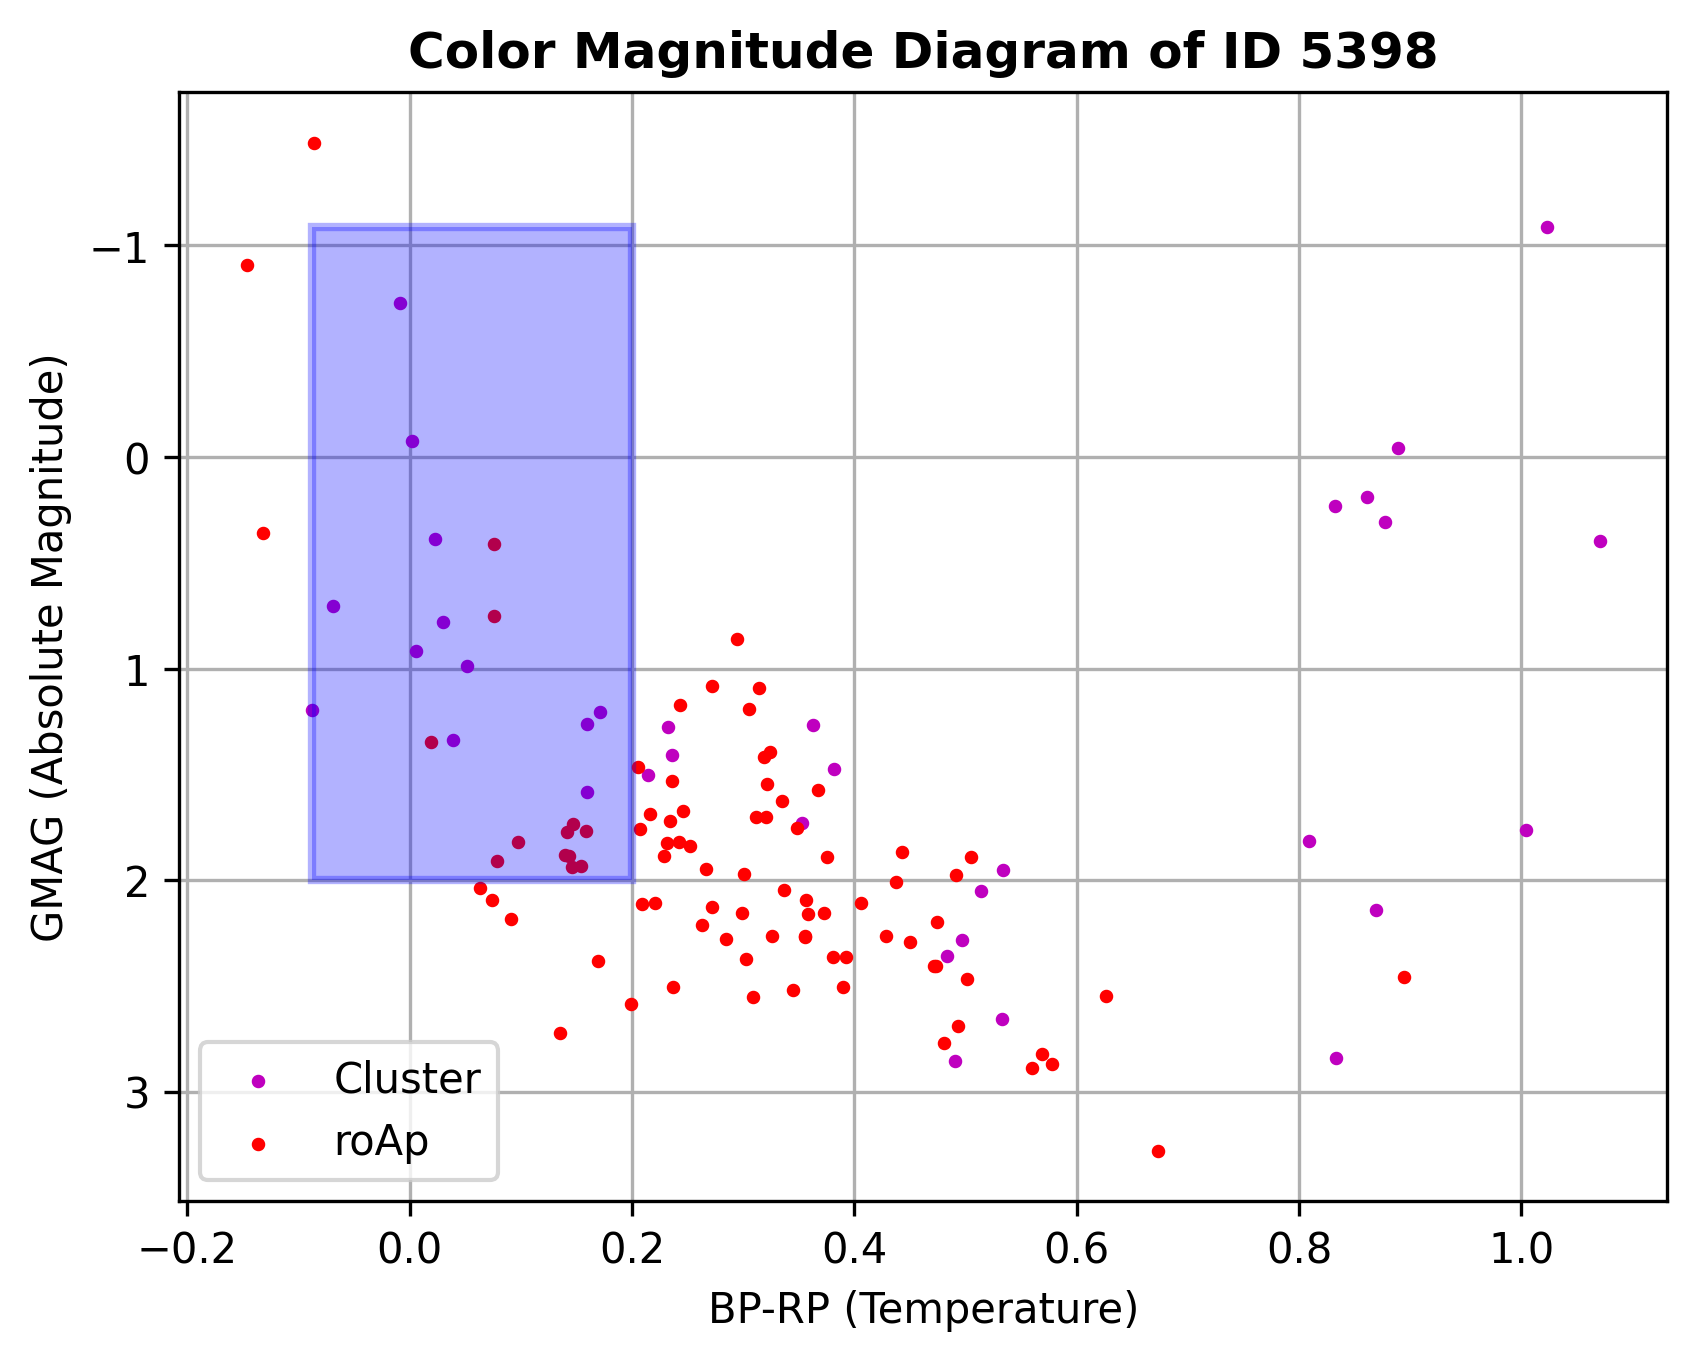 Color Magnitude Diagram of ID 5398
GMAG (Absolute Magnitude)
−1
0
1
2
3
Cluster
roAp
−0.2 0.0 0.2 0.4 0.6 0.8 1.0
BP-RP (Temperature)